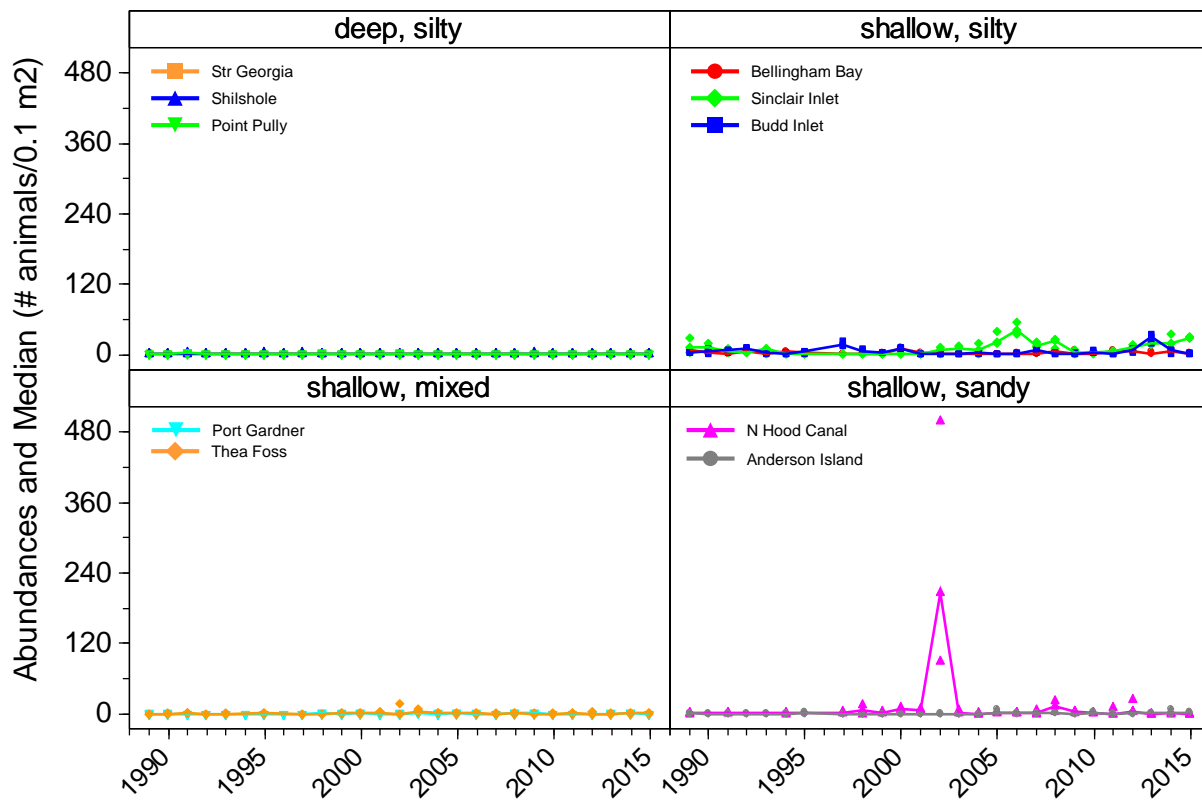 Abundances and Median (# animals/0.1 m2)
deep, silty
shallow, silty
480
360
240
120
0
Str Georgia
Shilshole
Point Pully
Bellingham Bay
Sinclair Inlet
Budd Inlet
shallow, mixed
shallow, sandy
480
360
240
120
0
Port Gardner
Thea Foss
N Hood Canal
Anderson Island
1990
1995
2000
2005
2010
2015
1990
1995
2000
2005
2010
2015